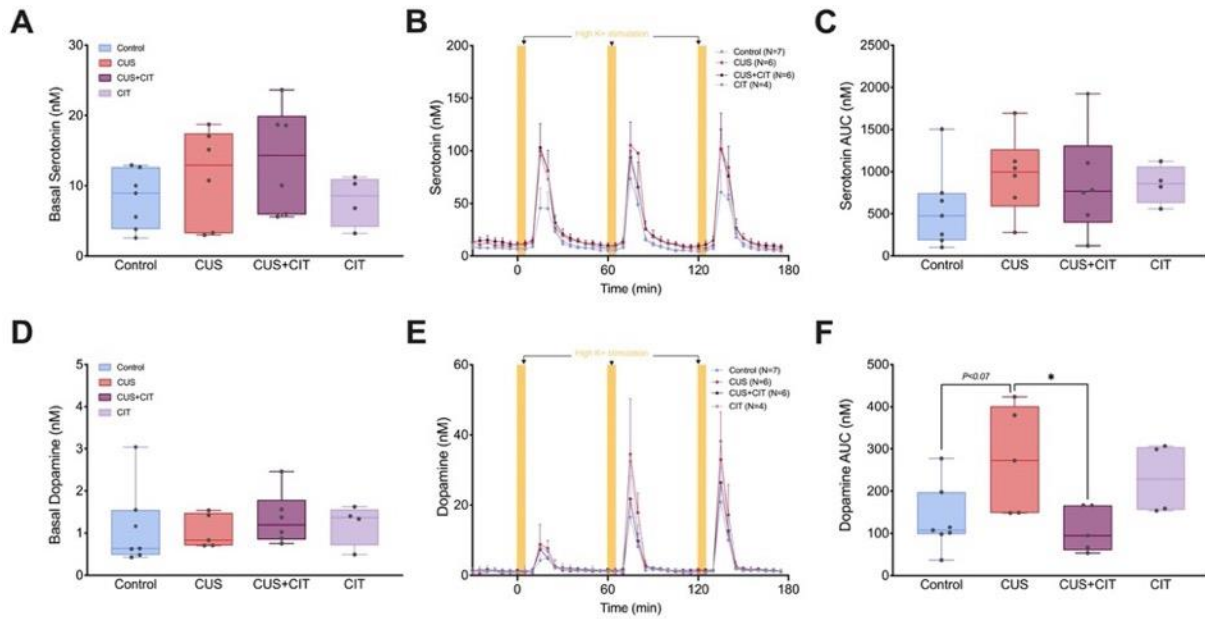 A
Basal Serotonin (nM)
30
20
10
0
Control
CUS
CUS+CIT
CIT
Control
CUS
CUS+CIT
CIT
B
High K+ stimulation
Serotonin (nM)
200
150
100
50
0
Control (N=7)
CUS (N=6)
CUS+CIT (N=6)
CIT (N=4)
0
60
120
180
Time (min)
C
Serotonin AUC (nM)
2500
2000
1500
1000
500
0
Control
CUS
CUS+CIT
CIT
D
Basal Dopamine (nM)
5
4
3
2
1
0
Control
CUS
CUS+CIT
CIT
Control
CUS
CUS+CIT
CIT
E
High K+ stimulation
Dopamine (nM)
60
40
20
0
Control (N=7)
CUS (N=6)
CUS+CIT (N=6)
CIT (N=4)
0
60
120
180
Time (min)
F
Dopamine AUC (nM)
500
400
300
200
100
0
P<0.07
*
Control
CUS
CUS+CIT
CIT